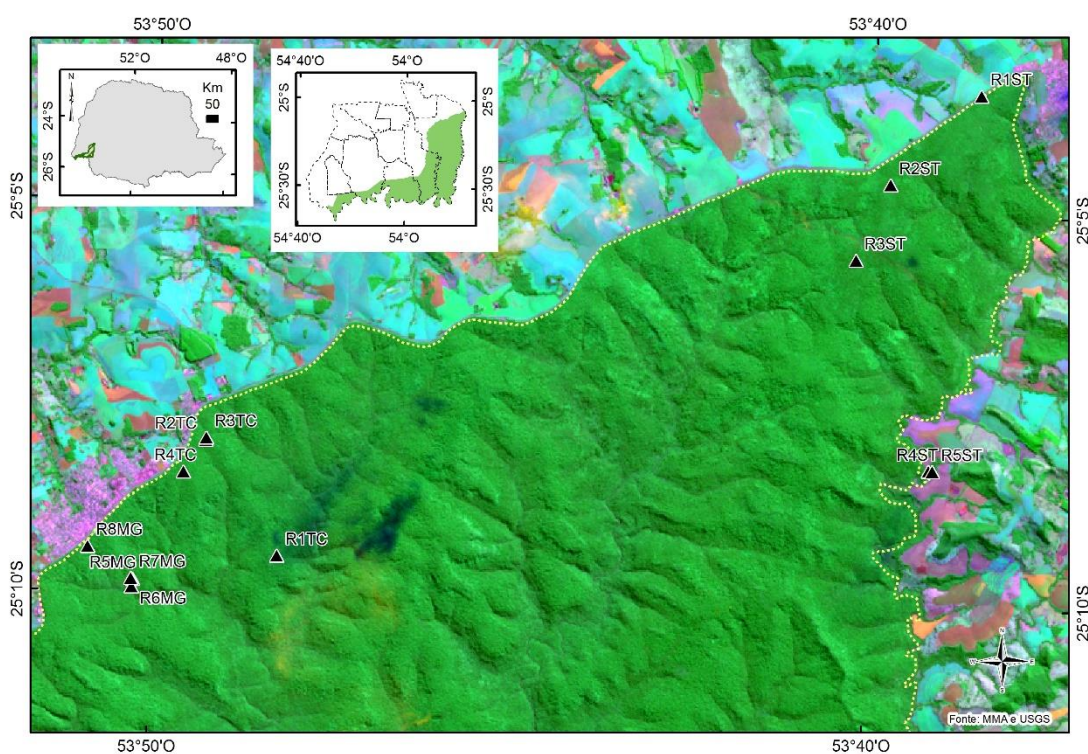 53°50'O
53°40'O
52°O
48°O
N
Km
50
24°S
26°S
54°40'O
54°O
25°S
25°S
25°30'S
25°30'S
54°40'O
54°O
R1ST
R2ST
R3ST
25°5'S
25°5'S
R2TC
R3TC
R4TC
R4ST
R5ST
R8MG
R5MG
R7MG
R6MG
R1TC
25°10'S
25°10'S
N
W
E
S
Fonte: MMA e USGS
53°50'O
53°40'O